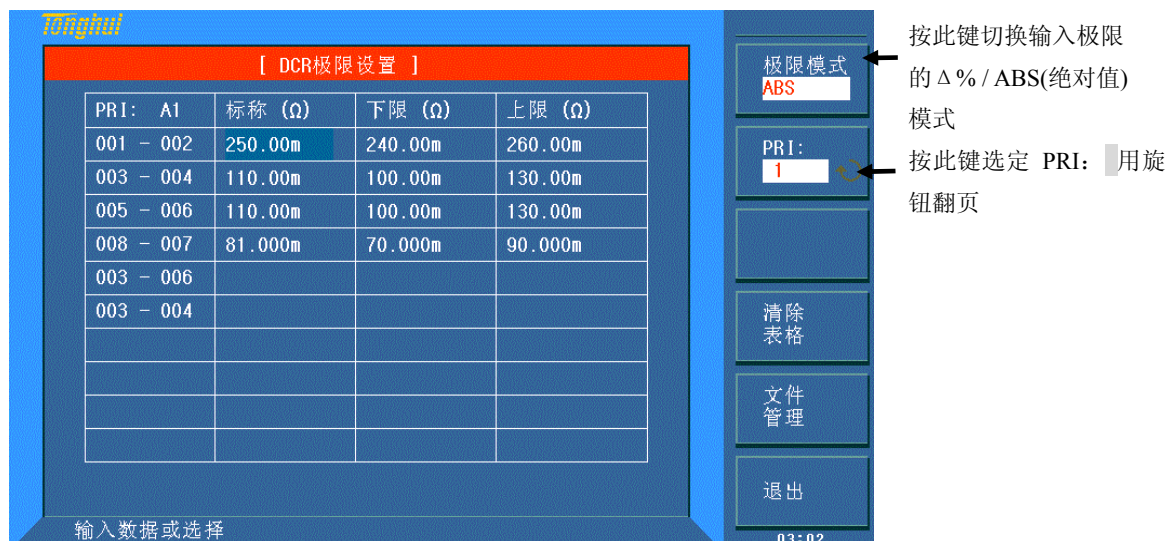 Tonghui
[ DCR极限设置 ]
PRI: A1 标称 (Ω) 下限 (Ω) 上限 (Ω)
001 - 002 250.00m 240.00m 260.00m
003 - 004 110.00m 100.00m 130.00m
005 - 006 110.00m 100.00m 130.00m
008 - 007 81.000m 70.000m 90.000m
003 - 006
003 - 004
输入数据或选择
极限模式
ABS
PRI:
1
清除
表格
文件
管理
退出
03:02
按此键切换输入极限
的 Δ % / ABS(绝对值)
模式
按此键选定 PRI: 用旋
钮翻页